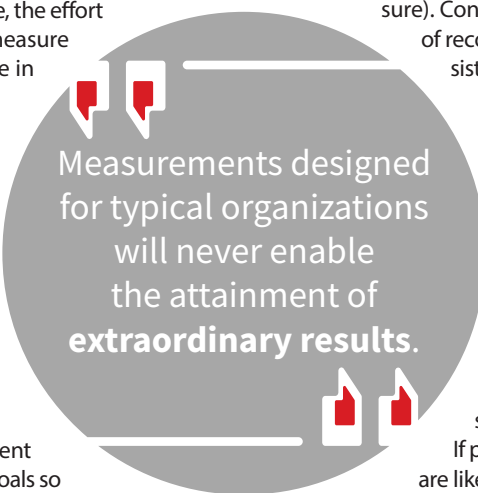 e, the effort
neasure
e in
sure). Con
of reco
sist
Measurements designed
for typical organizations
will never enable
the attainment of
extraordinary results.
ent
oals so
s
If p
are like